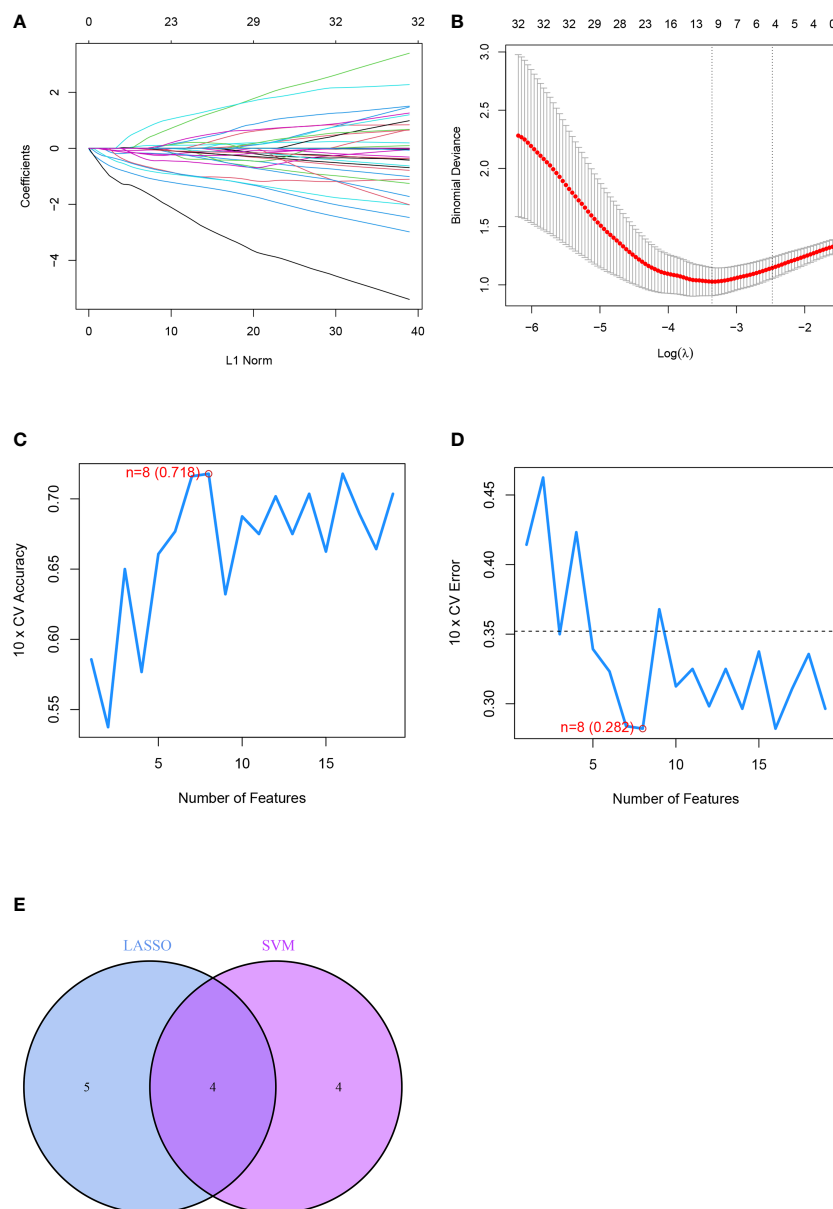 A
0 23 29 32 32
2
0
−2
−4
Coefficients
0 10 20 30 40
L1 Norm
B
32 32 32 29 28 23 16 13 9 7 6 4 4 0
3.0
2.5
2.0
1.5
1.0
Binomial Deviance
−6 −5 −4 −3 −2
Log(λ)
C
n=8 (0.718)
0.70
0.65
0.60
0.55
10 x CV Accuracy
5 10 15
Number of Features
D
0.45
0.40
0.35
0.30
10 x CV Error
n=8 (0.282)
5 10 15
Number of Features
E
LASSO SVM
5 4 4